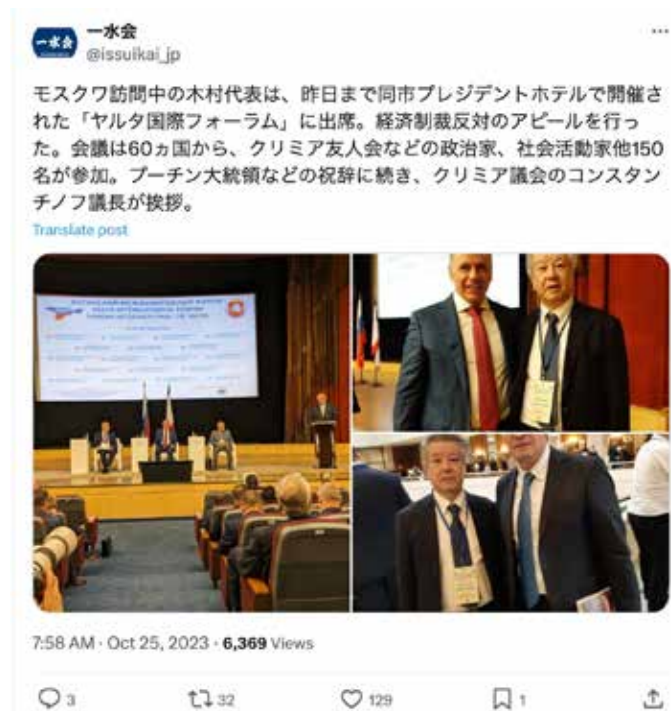 一水会
一水会
@issuikai_jp
モスクワ訪問中の木村代表は、昨日まで同市プレジデントホテルで開催さ
れた「ヤルタ国際フォーラム」に出席。経済制裁反対のアピールを行っ
た。会議は60ヵ国から、クリミア友人会などの政治家、社会活動家他150
名が参加。プーチン大統領などの祝辞に続き、クリミア議会のコンスタン
チノフ議長が挨拶。
Translate post
7:58 AM · Oct 25, 2023 · 6,369 Views
3 32 129 1